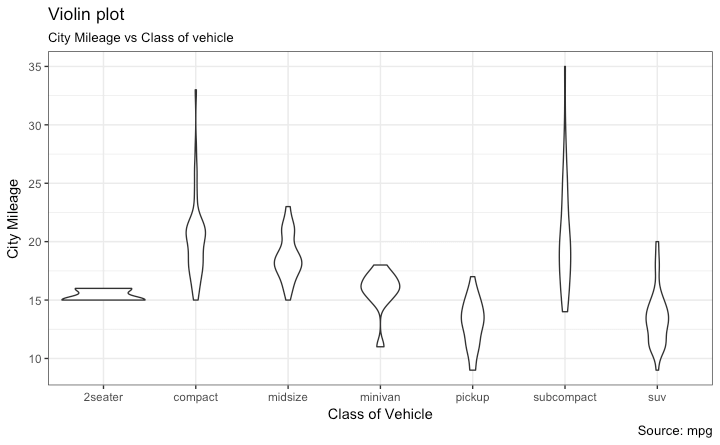 Violin plot
City Mileage vs Class of vehicle
City Mileage
35
30
25
20
15
10
2seater compact midsize minivan pickup subcompact suv
Class of Vehicle
Source: mpg